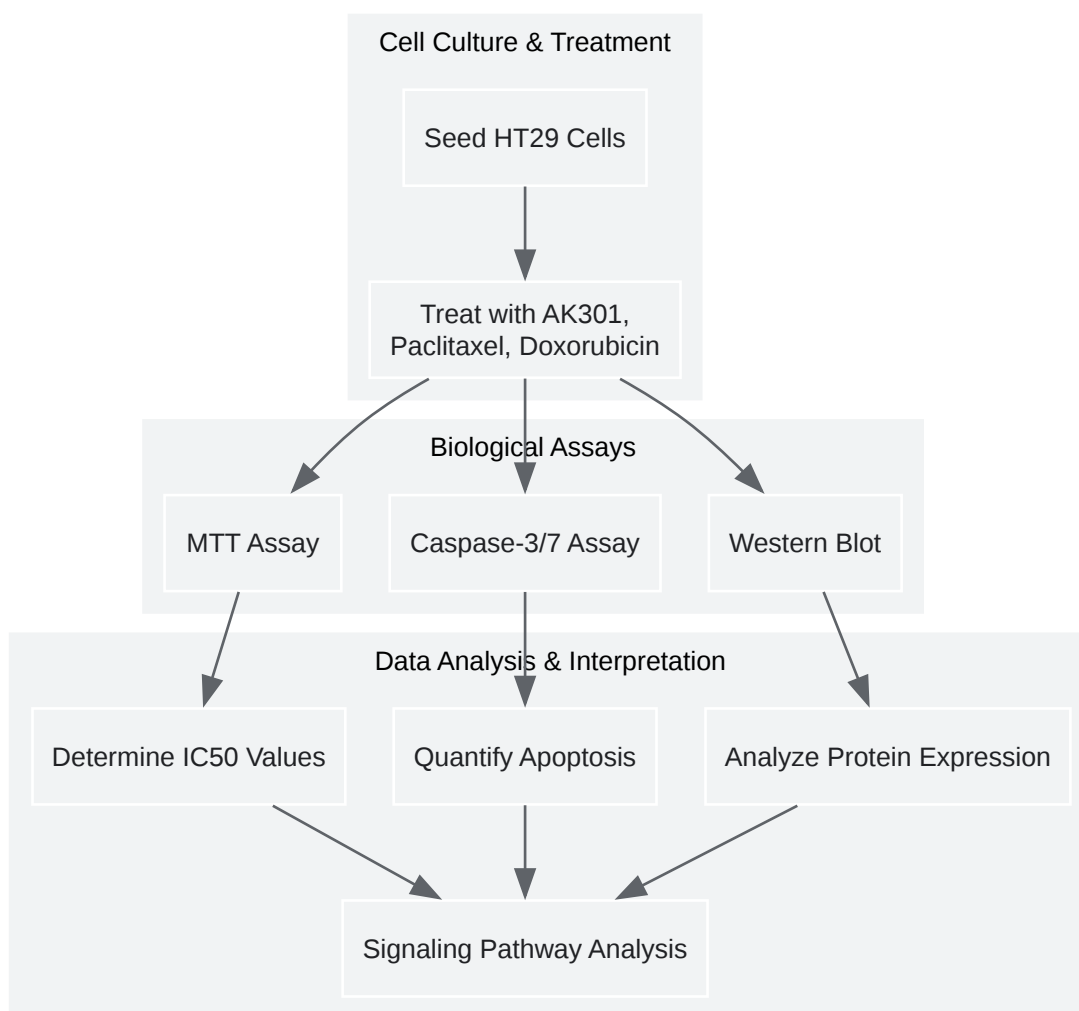 Cell Culture & Treatment
Seed HT29 Cells
Treat with AK301,
Paclitaxel, Doxorubicin
Biological Assays
MTT Assay
Caspase-3/7 Assay
Western Blot
Data Analysis & Interpretation
Determine IC50 Values
Quantify Apoptosis
Analyze Protein Expression
Signaling Pathway Analysis